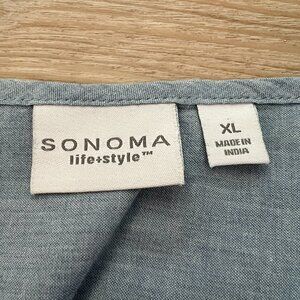 SONOMA
life+style™
XL
MADE IN
INDIA